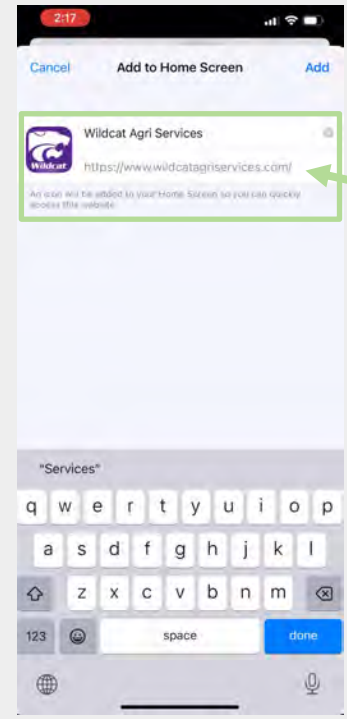 2:17
Cancel Add to Home Screen Add
Wildcat Agri Services
Wildcat
https://www.wildcatagriservices.com/
An icon will be added to your Home Screen so you can quickly
access this website.
"Services"
q w e r t y u i o p
a s d f g h j k l
z x c v b n m
123 space done